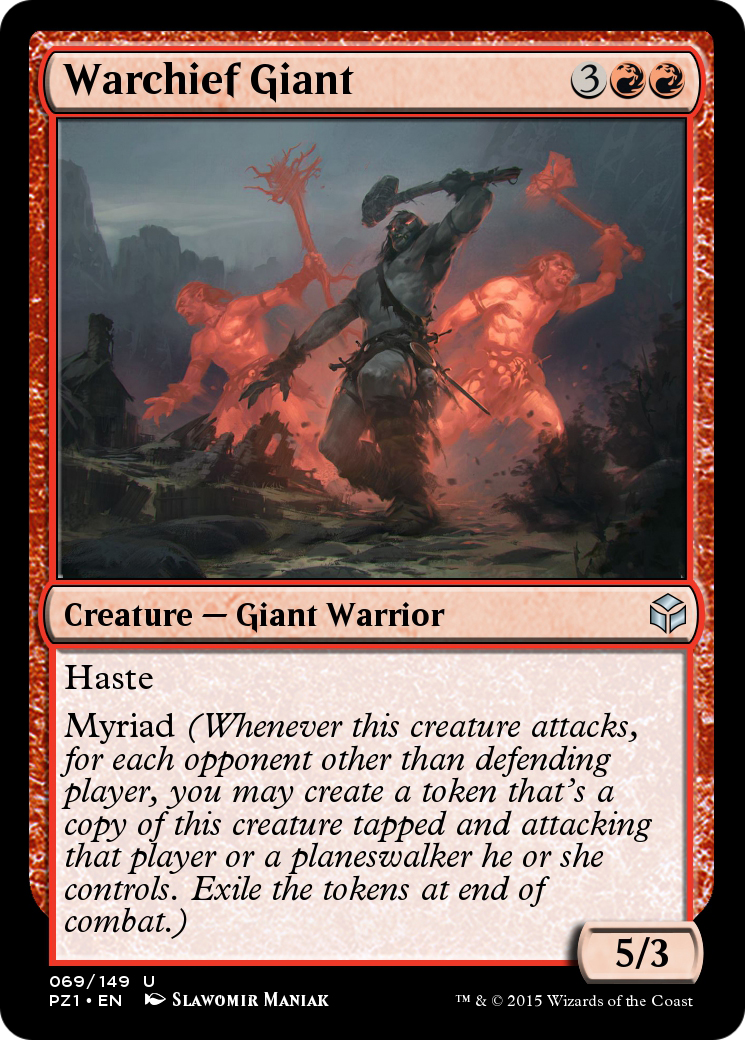 Warchief Giant 3
Creature — Giant Warrior
Haste
Myriad (Whenever this creature attacks,
for each opponent other than defending
player, you may create a token that's a
copy of this creature tapped and attacking
that player or a planeswalker he or she
controls. Exile the tokens at end of
combat.)
5/3
069/149 U
PZ1 • EN Slawomir Maniak ™ & © 2015 Wizards of the Coast